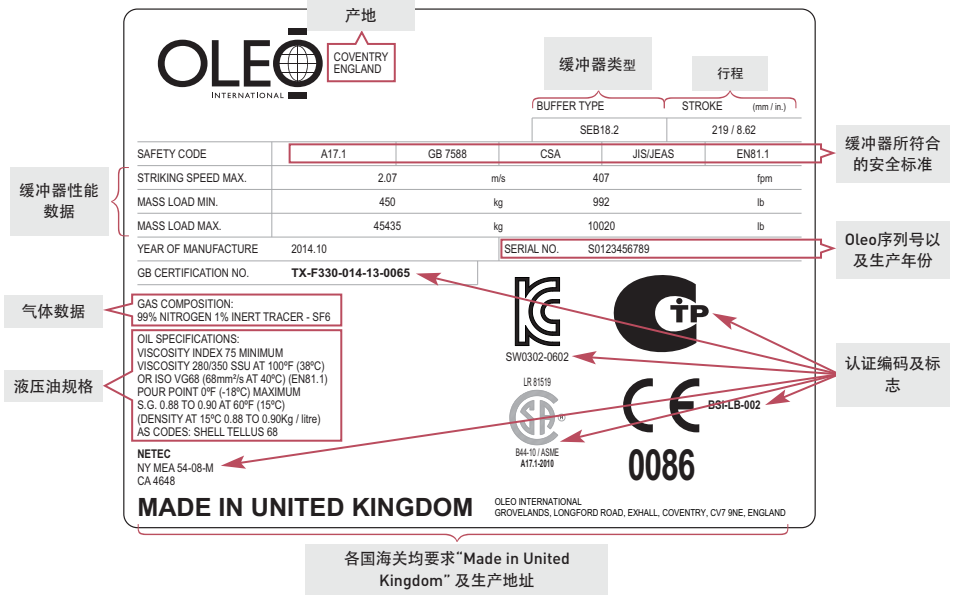 产地
OLEO
INTERNATIONAL
COVENTRY
ENGLAND
缓冲器类型
行程
BUFFER TYPE STROKE (mm / in.)
SEB18.2 219 / 8.62
SAFETY CODE A17.1 GB 7588 CSA JIS/JEAS EN81.1
缓冲器所符合
的安全标准
STRIKING SPEED MAX. 2.07 m/s 407 fpm
MASS LOAD MIN. 450 kg 992 lb
MASS LOAD MAX. 45435 kg 10020 lb
缓冲器性能
数据
YEAR OF MANUFACTURE 2014.10 SERIAL NO. S0123456789
Oleo序列号以
及生产年份
GB CERTIFICATION NO. TX-F330-014-13-0065
气体数据
GAS COMPOSITION:
99% NITROGEN 1% INERT TRACER - SF6
液压油规格
OIL SPECIFICATIONS:
VISCOSITY INDEX 75 MINIMUM
VISCOSITY 280/350 SSU AT 100ºF (38ºC)
OR ISO VG68 (68mm²/s AT 40ºC) (EN81.1)
POUR POINT 0ºF (-18ºC) MAXIMUM
S.G. 0.88 TO 0.90 AT 60ºF (15ºC)
(DENSITY AT 15ºC 0.88 TO 0.90Kg / litre)
AS CODES: SHELL TELLUS 68
NETEC
NY MEA 54-08-M
CA 4648
KC
SW0302-0602
CTP
LR 81519
CSA ®
B44-10 / ASME
A17.1-2010
CE
BSI-LB-002
0086
认证编码及标
志
MADE IN UNITED KINGDOM
OLEO INTERNATIONAL
GROVELANDS, LONGFORD ROAD, EXHALL, COVENTRY, CV7 9NE, ENGLAND
各国海关均要求“Made in United
Kingdom” 及生产地址